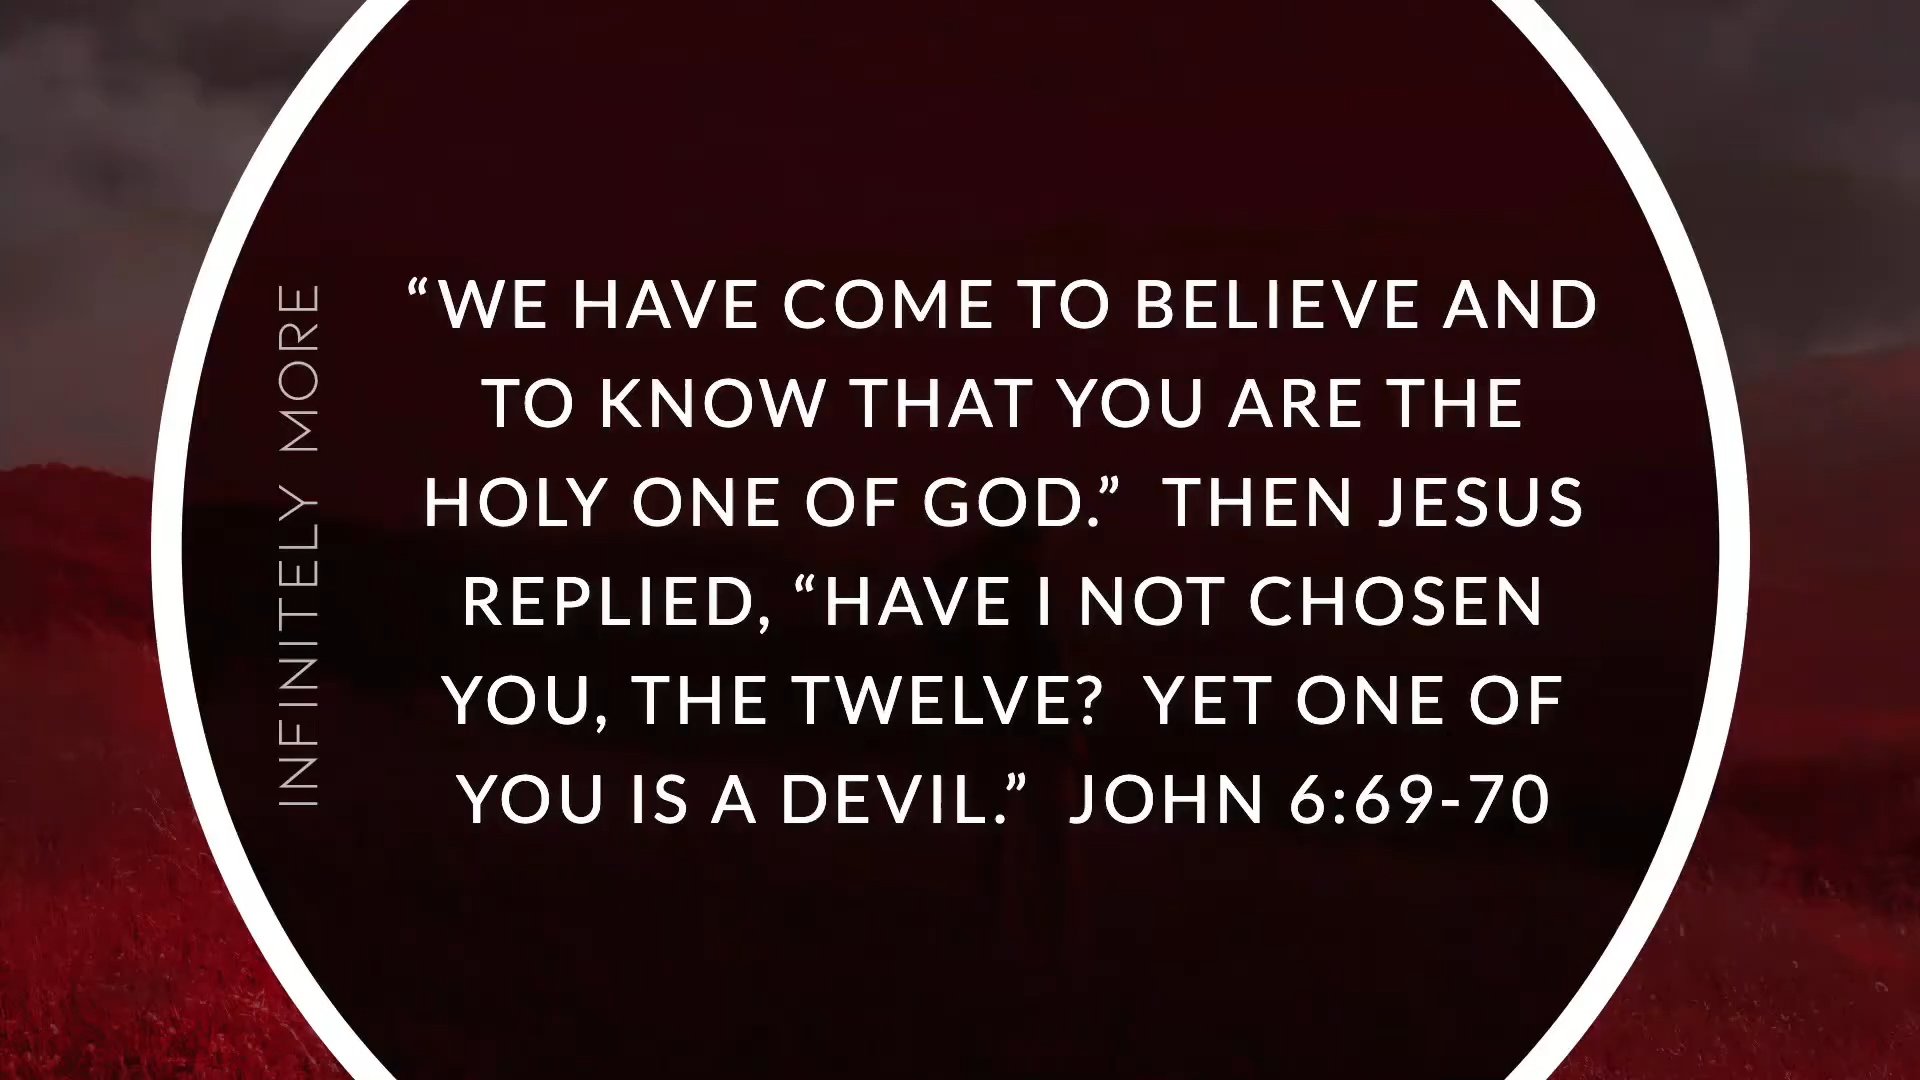 INFINITELY MORE
“WE HAVE COME TO BELIEVE AND
TO KNOW THAT YOU ARE THE
HOLY ONE OF GOD.”  THEN JESUS
REPLIED, “HAVE I NOT CHOSEN
YOU, THE TWELVE?  YET ONE OF
YOU IS A DEVIL.”  JOHN 6:69-70